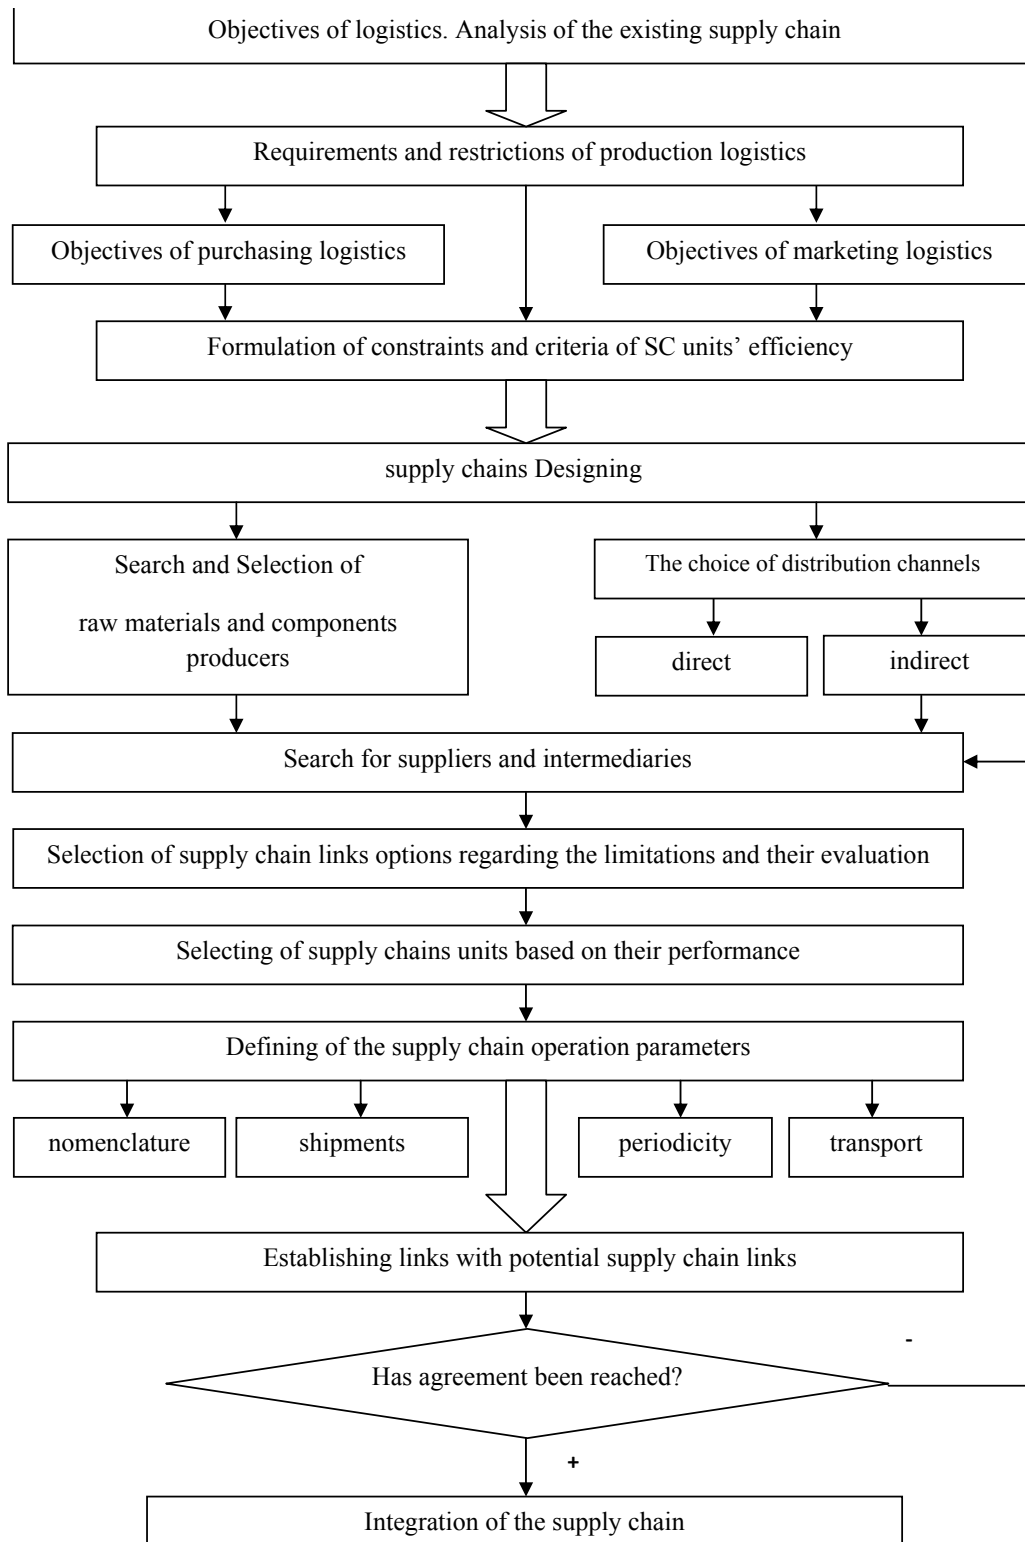 Objectives of logistics. Analysis of the existing supply chain
Requirements and restrictions of production logistics
Objectives of purchasing logistics
Objectives of marketing logistics
Formulation of constraints and criteria of SC units’ efficiency
supply chains Designing
Search and Selection of
raw materials and components
producers
The choice of distribution channels
direct
indirect
Search for suppliers and intermediaries
Selection of supply chain links options regarding the limitations and their evaluation
Selecting of supply chains units based on their performance
Defining of the supply chain operation parameters
nomenclature
shipments
periodicity
transport
Establishing links with potential supply chain links
-
Has agreement been reached?
+
Integration of the supply chain